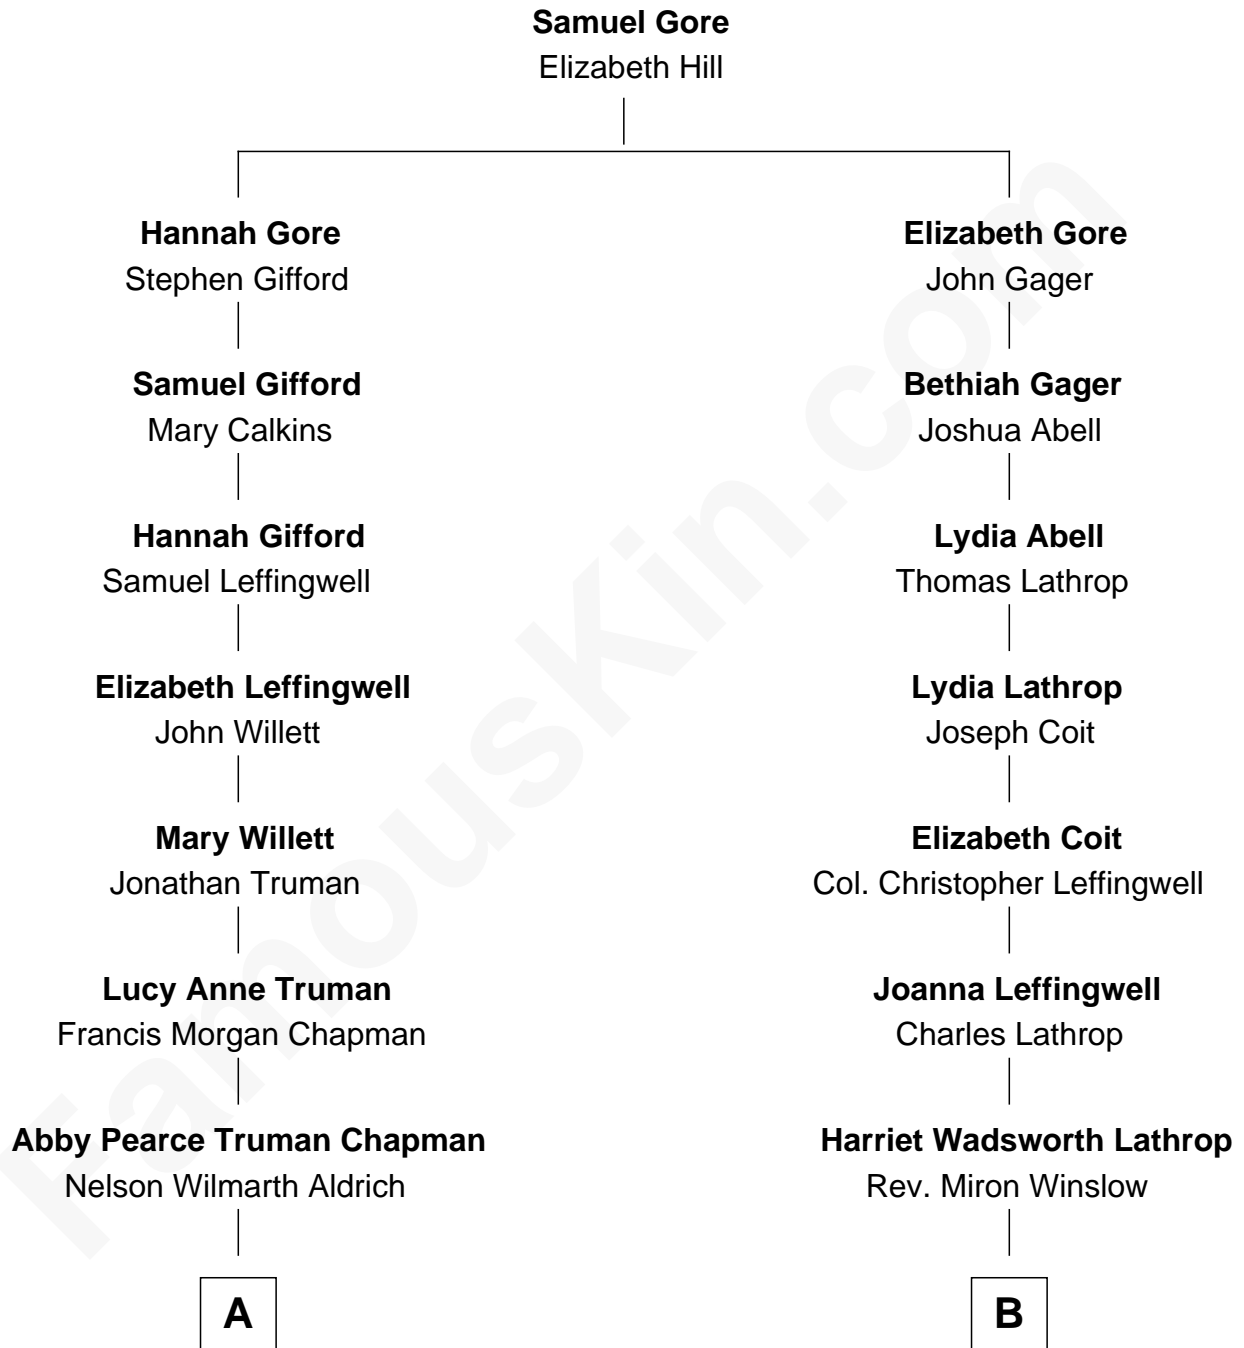 Samuel Gore
Elizabeth Hill
Hannah Gore
Stephen Gifford
Elizabeth Gore
John Gager
Samuel Gifford
Mary Calkins
Bethiah Gager
Joshua Abell
Hannah Gifford
Samuel Leffingwell
Lydia Abell
Thomas Lathrop
Elizabeth Leffingwell
John Willett
Lydia Lathrop
Joseph Coit
Mary Willett
Jonathan Truman
Elizabeth Coit
Col. Christopher Leffingwell
Lucy Anne Truman
Francis Morgan Chapman
Joanna Leffingwell
Charles Lathrop
Abby Pearce Truman Chapman
Nelson Wilmarth Aldrich
Harriet Wadsworth Lathrop
Rev. Miron Winslow
A
B
FamousKin.com